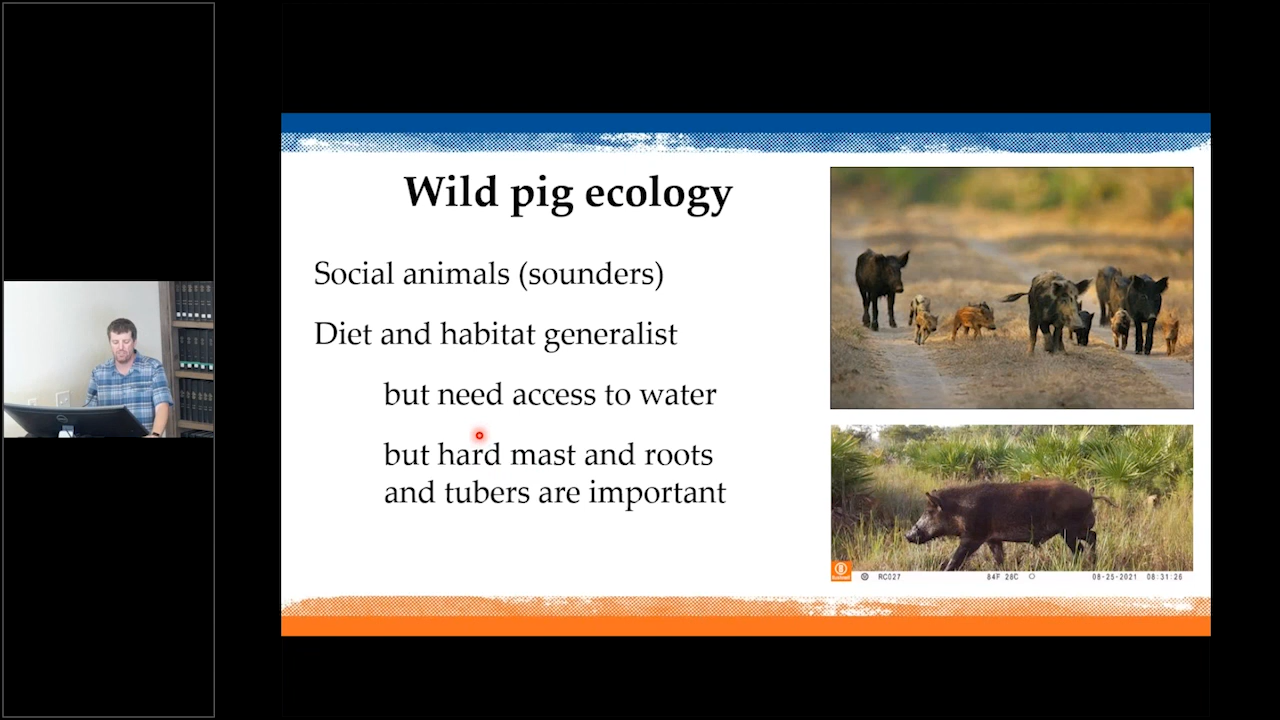 Wild pig ecology
Social animals (sounders)
Diet and habitat generalist
but need access to water
but hard mast and roots
and tubers are important
RC027 84F 28C 08-25-2021 08:31:26